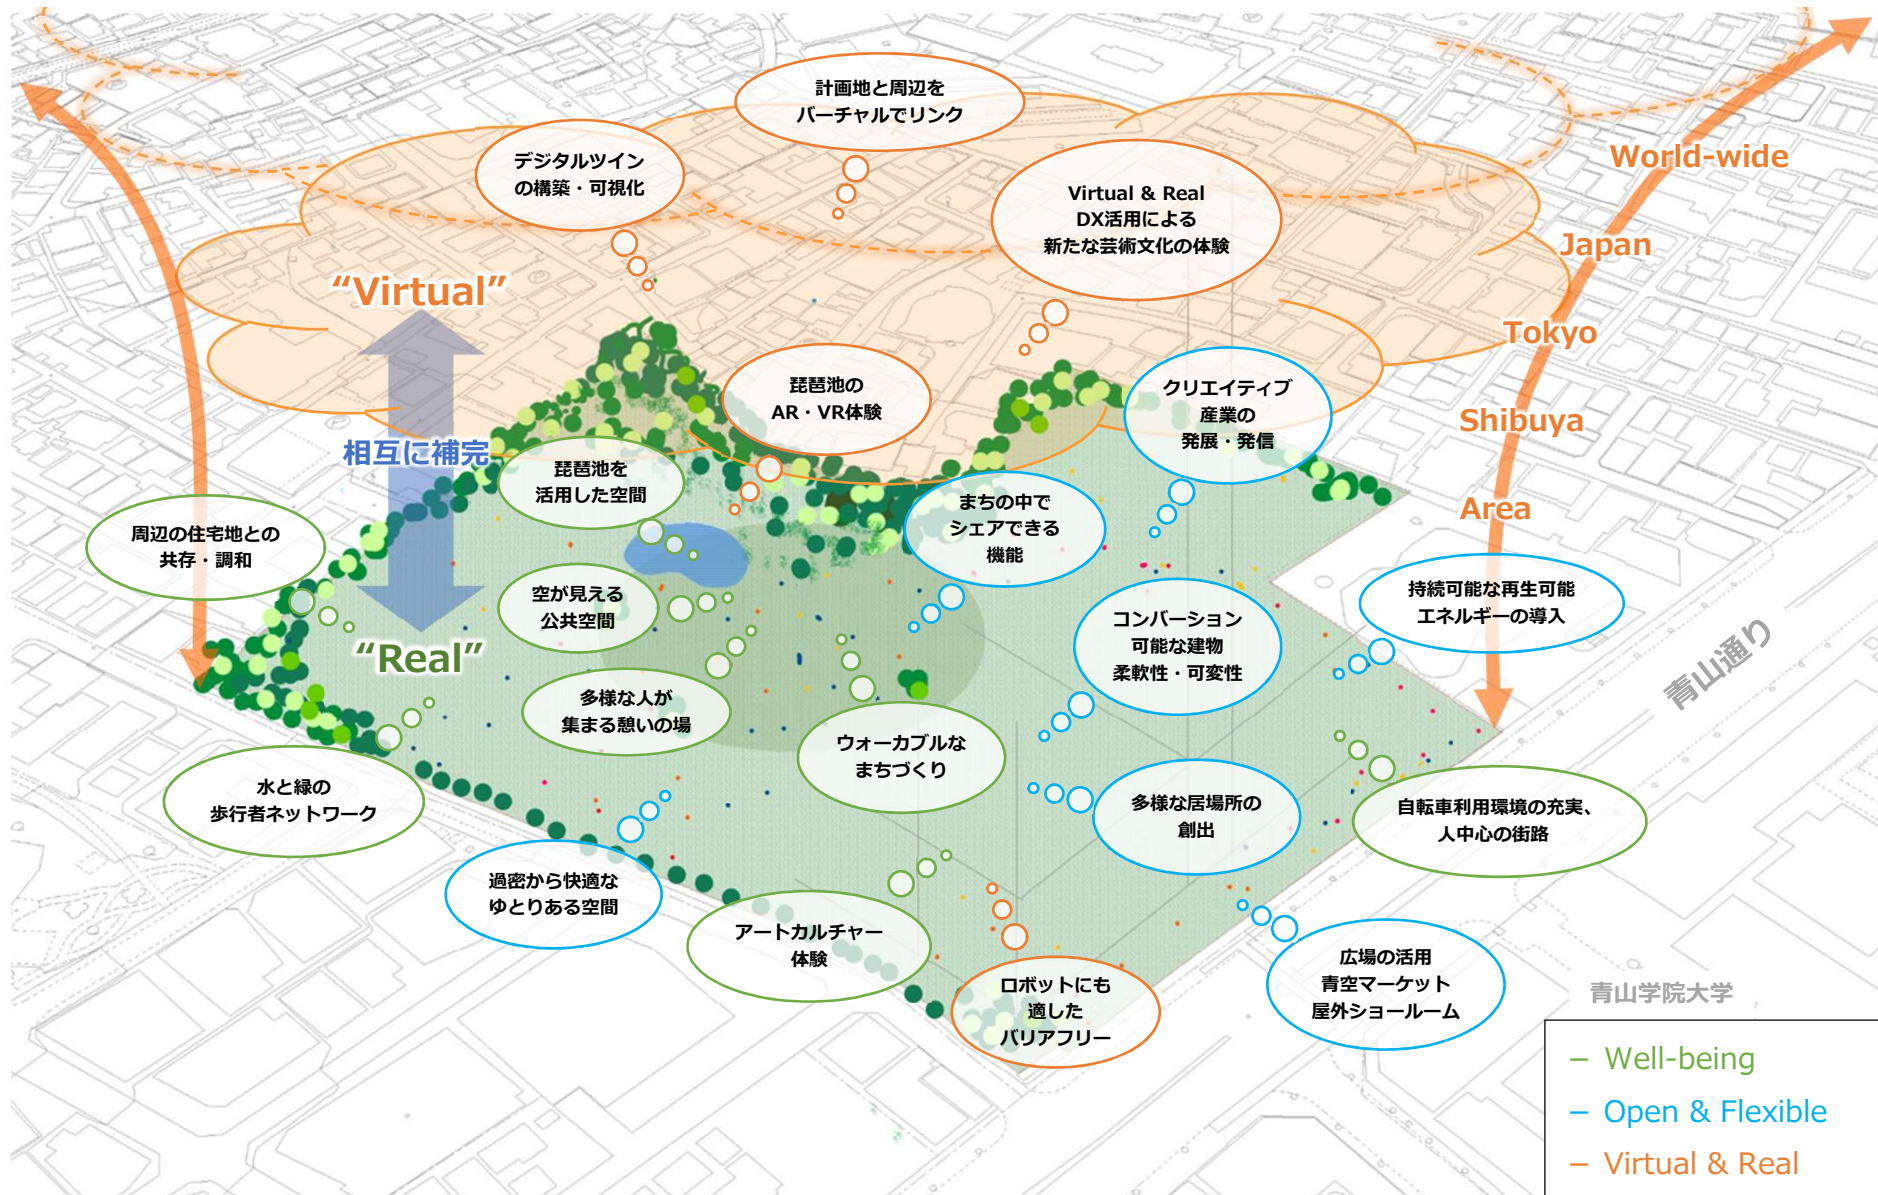 計画地と周辺を
バーチャルでリンク
デジタルツイン
の構築・可視化
Virtual & Real
DX活用による
新たな芸術文化の体験
World-wide
Japan
Tokyo
Shibuya
Area
“Virtual”
相互に補完
“Real”
琵琶池の
AR・VR体験
クリエイティブ
産業の
発展・発信
琵琶池を
活用した空間
まちの中で
シェアできる
機能
周辺の住宅地との
共存・調和
空が見える
公共空間
コンバーション
可能な建物
柔軟性・可変性
持続可能な再生可能
エネルギーの導入
青山通り
多様な人が
集まる憩いの場
ウォーカブルな
まちづくり
水と緑の
歩行者ネットワーク
多様な居場所の
創出
自転車利用環境の充実、
人中心の街路
過密から快適な
ゆとりある空間
アートカルチャー
体験
ロボットにも
適した
バリアフリー
広場の活用
青空マーケット
屋外ショールーム
青山学院大学
– Well-being
– Open & Flexible
– Virtual & Real